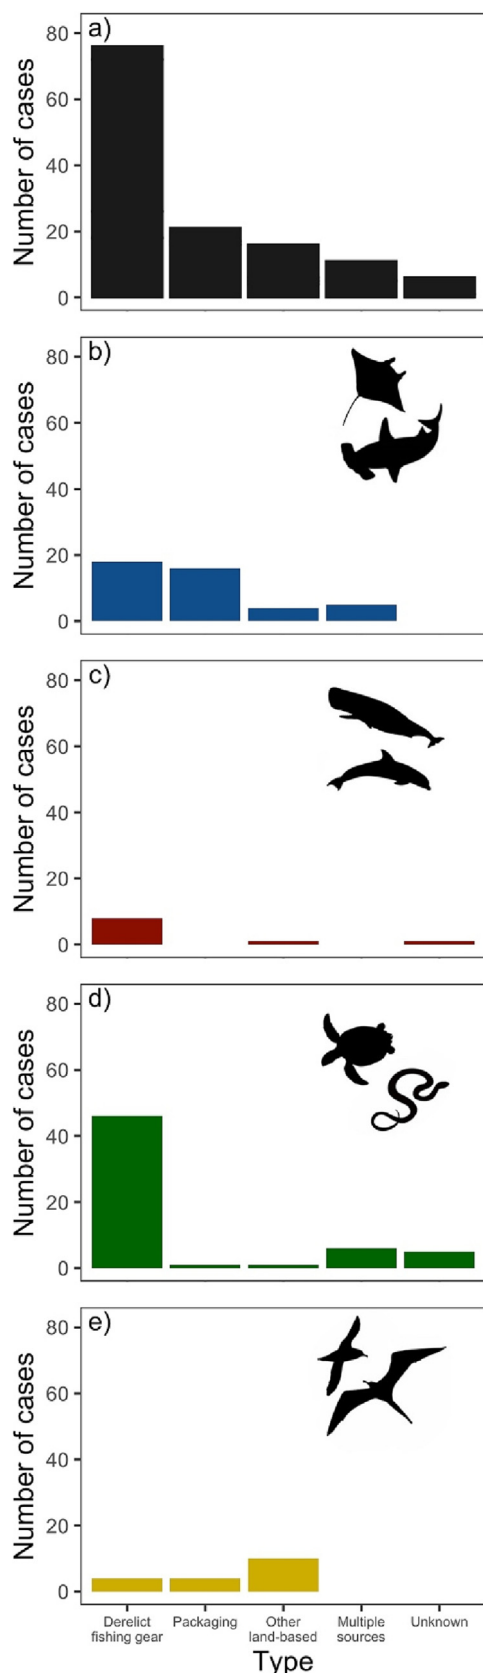 a)
Number of cases
80
60
40
20
0
b)
Number of cases
80
60
40
20
0
c)
Number of cases
80
60
40
20
0
d)
Number of cases
80
60
40
20
0
e)
Number of cases
80
60
40
20
0
Derelict
fishing gear
Packaging
Other
land-based
Multiple
sources
Unknown
Type